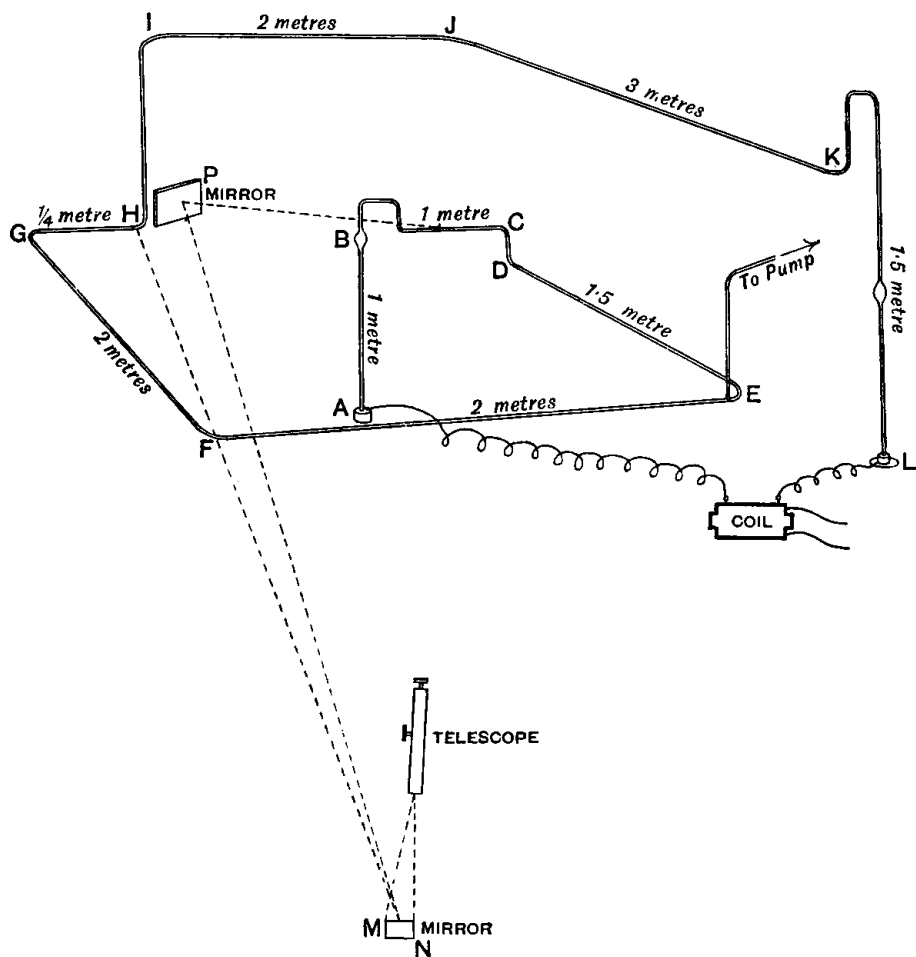 I
2 metres
J
3 metres
K
P
MIRROR
1/4 metre
H
G
1 metre
C
B
D
To Pump
1·5 metre
1·5 metre
1 metre
2 metres
E
A
2 metres
F
L
COIL
TELESCOPE
M
MIRROR
N